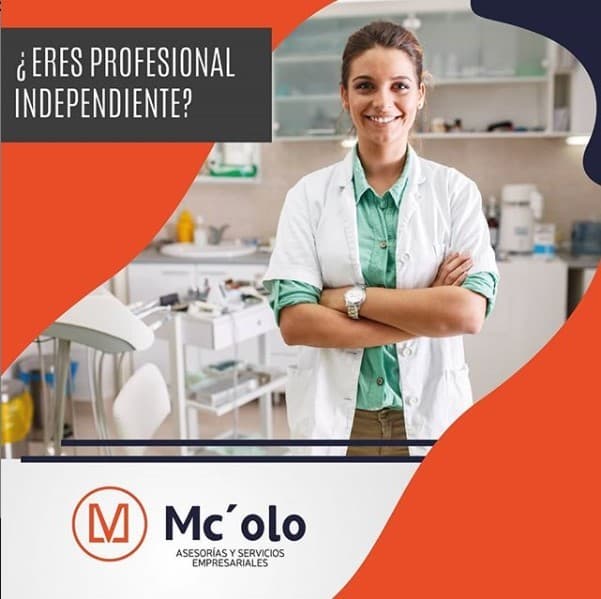 ¿ERES PROFESIONAL
INDEPENDIENTE?
Mc´olo
ASESORÍAS Y SERVICIOS
EMPRESARIALES